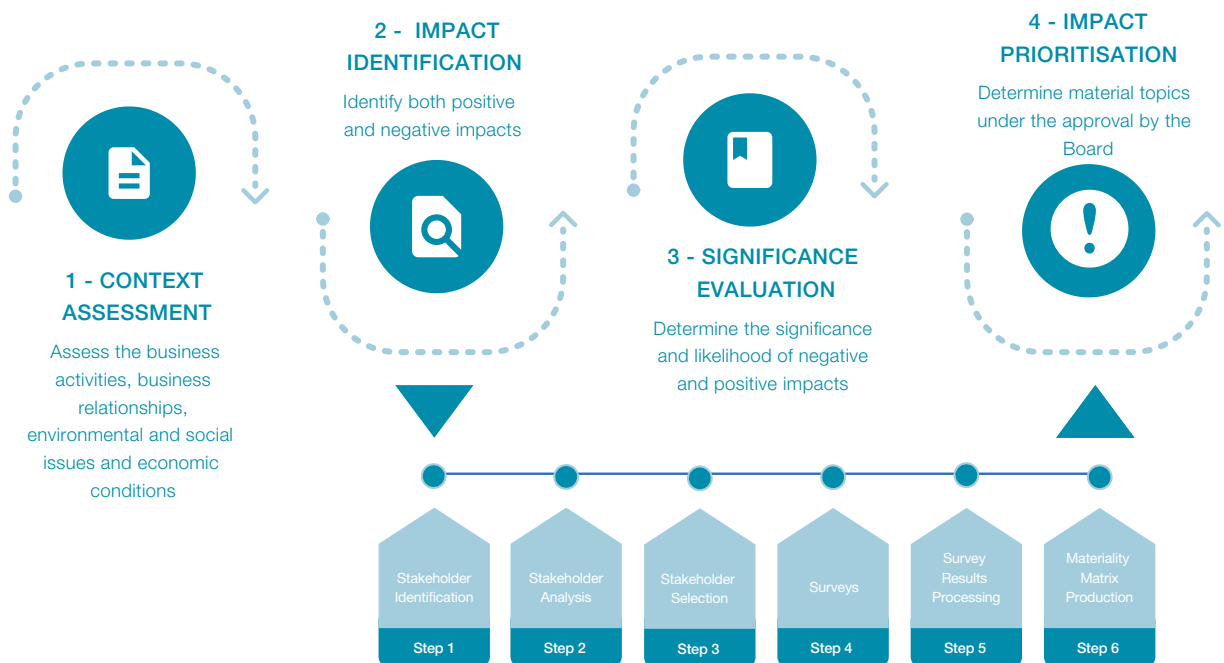 1 - CONTEXT
ASSESSMENT
Assess the business
activities, business
relationships,
environmental and social
issues and economic
conditions
2 - IMPACT
IDENTIFICATION
Identify both positive
and negative impacts
3 - SIGNIFICANCE
EVALUATION
Determine the significance
and likelihood of negative
and positive impacts
4 - IMPACT
PRIORITISATION
Determine material topics
under the approval by the
Board
Stakeholder
Identification
Step 1
Stakeholder
Analysis
Step 2
Stakeholder
Selection
Step 3
Surveys
Step 4
Survey
Results
Processing
Step 5
Materiality
Matrix
Production
Step 6